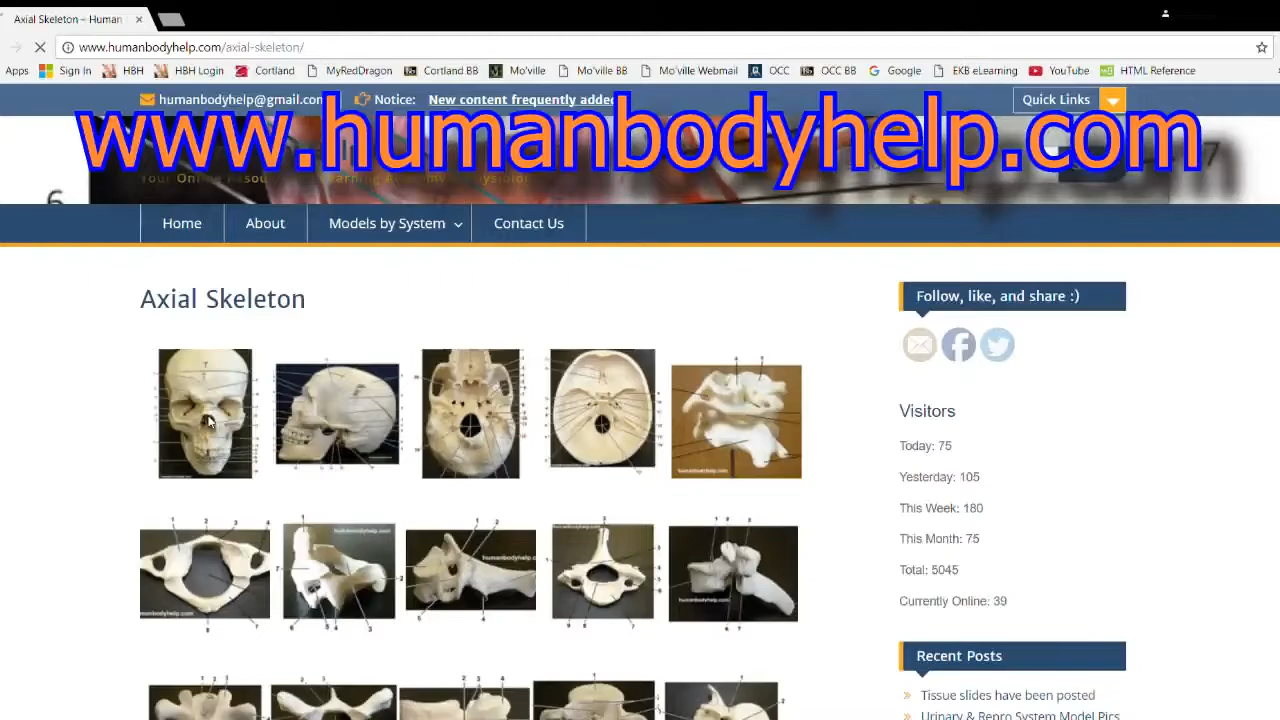 Axial Skeleton – Human
www.humanbodyhelp.com/axial-skeleton/
Apps Sign In HBH HBH Login Cortland MyRedDragon Cortland BB Mo'ville Mo'ville BB Mo'ville Webmail OCC OCC BB Google EKB eLearning YouTube HTML Reference
humanbodyhelp@gmail.com Notice: New content frequently added Quick Links
www.humanbodyhelp.com
Your Online
Home About Models by System Contact Us
Axial Skeleton
Follow, like, and share :)
Visitors
Today: 75
Yesterday: 105
This Week: 180
This Month: 75
Total: 5045
Currently Online: 39
Recent Posts
Tissue slides have been posted
Urinary & Repro System Model Pics